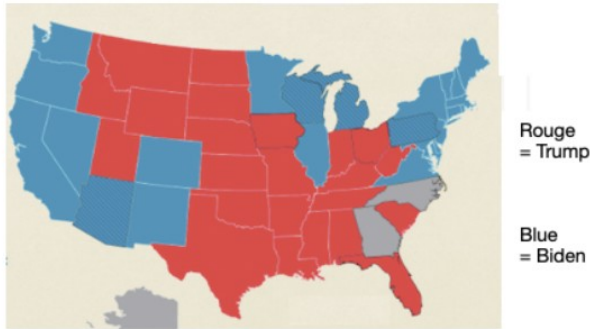 Rouge
= Trump
Blue
= Biden